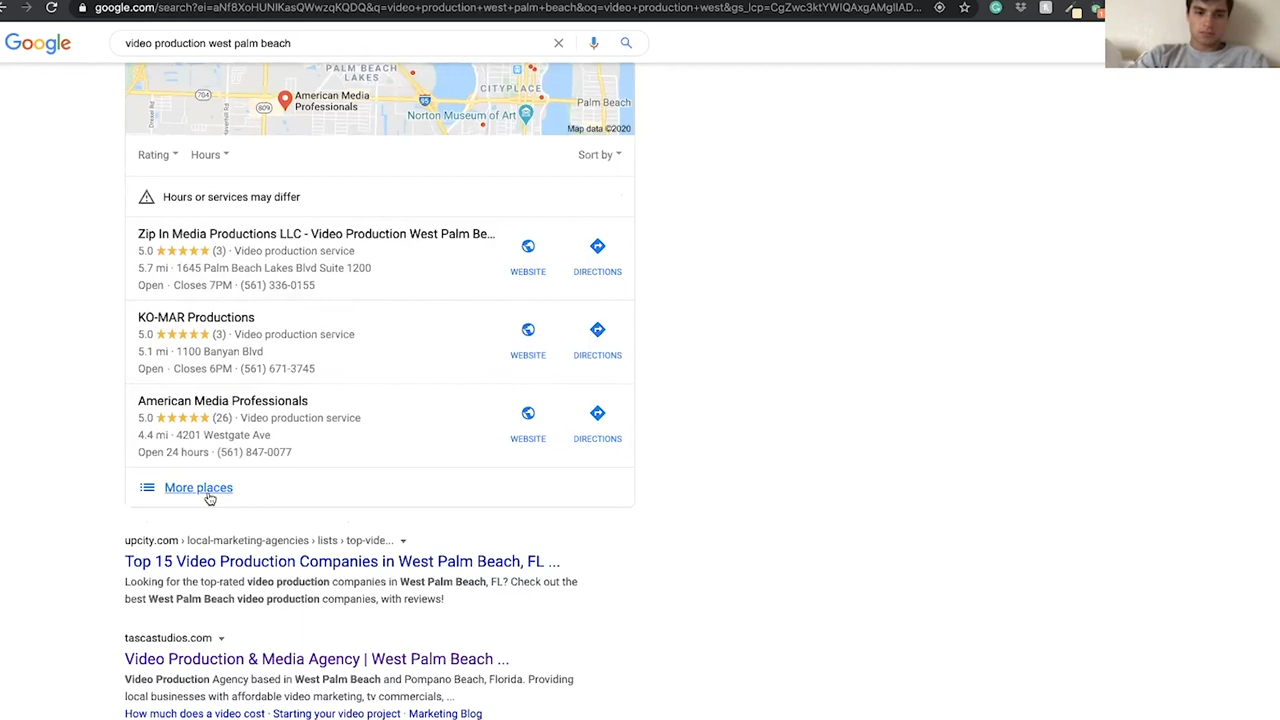 google.com/search?ei=aNf8XoHUNIKasQWwzqKQDQ&q=video+production+west+palm+beach&oq=video+production+west&gs_lcp=CgZwc3ktYWIQAxgAMgIIAD...
Google
video production west palm beach
PALM BEACH
LAKES
CITYPLACE
704
American Media
Professionals
95
809
Palm Beach
Norton Museum of Art
Map data ©2020
Rating
Hours
Sort by
Hours or services may differ
Zip In Media Productions LLC - Video Production West Palm Be...
5.0 (3) · Video production service
5.7 mi · 1645 Palm Beach Lakes Blvd Suite 1200
Open · Closes 7PM · (561) 336-0155
WEBSITE
DIRECTIONS
KO-MAR Productions
5.0 (3) · Video production service
5.1 mi · 1100 Banyan Blvd
Open · Closes 6PM · (561) 671-3745
WEBSITE
DIRECTIONS
American Media Professionals
5.0 (26) · Video production service
4.4 mi · 4201 Westgate Ave
Open 24 hours · (561) 847-0077
WEBSITE
DIRECTIONS
More places
upcity.com › local-marketing-agencies › lists › top-vide...
Top 15 Video Production Companies in West Palm Beach, FL ...
Looking for the top-rated video production companies in West Palm Beach, FL? Check out the
best West Palm Beach video production companies, with reviews!
tascastudios.com
Video Production & Media Agency | West Palm Beach ...
Video Production Agency based in West Palm Beach and Pompano Beach, Florida. Providing
local businesses with affordable video marketing, tv commercials, ...
How much does a video cost · Starting your video project · Marketing Blog